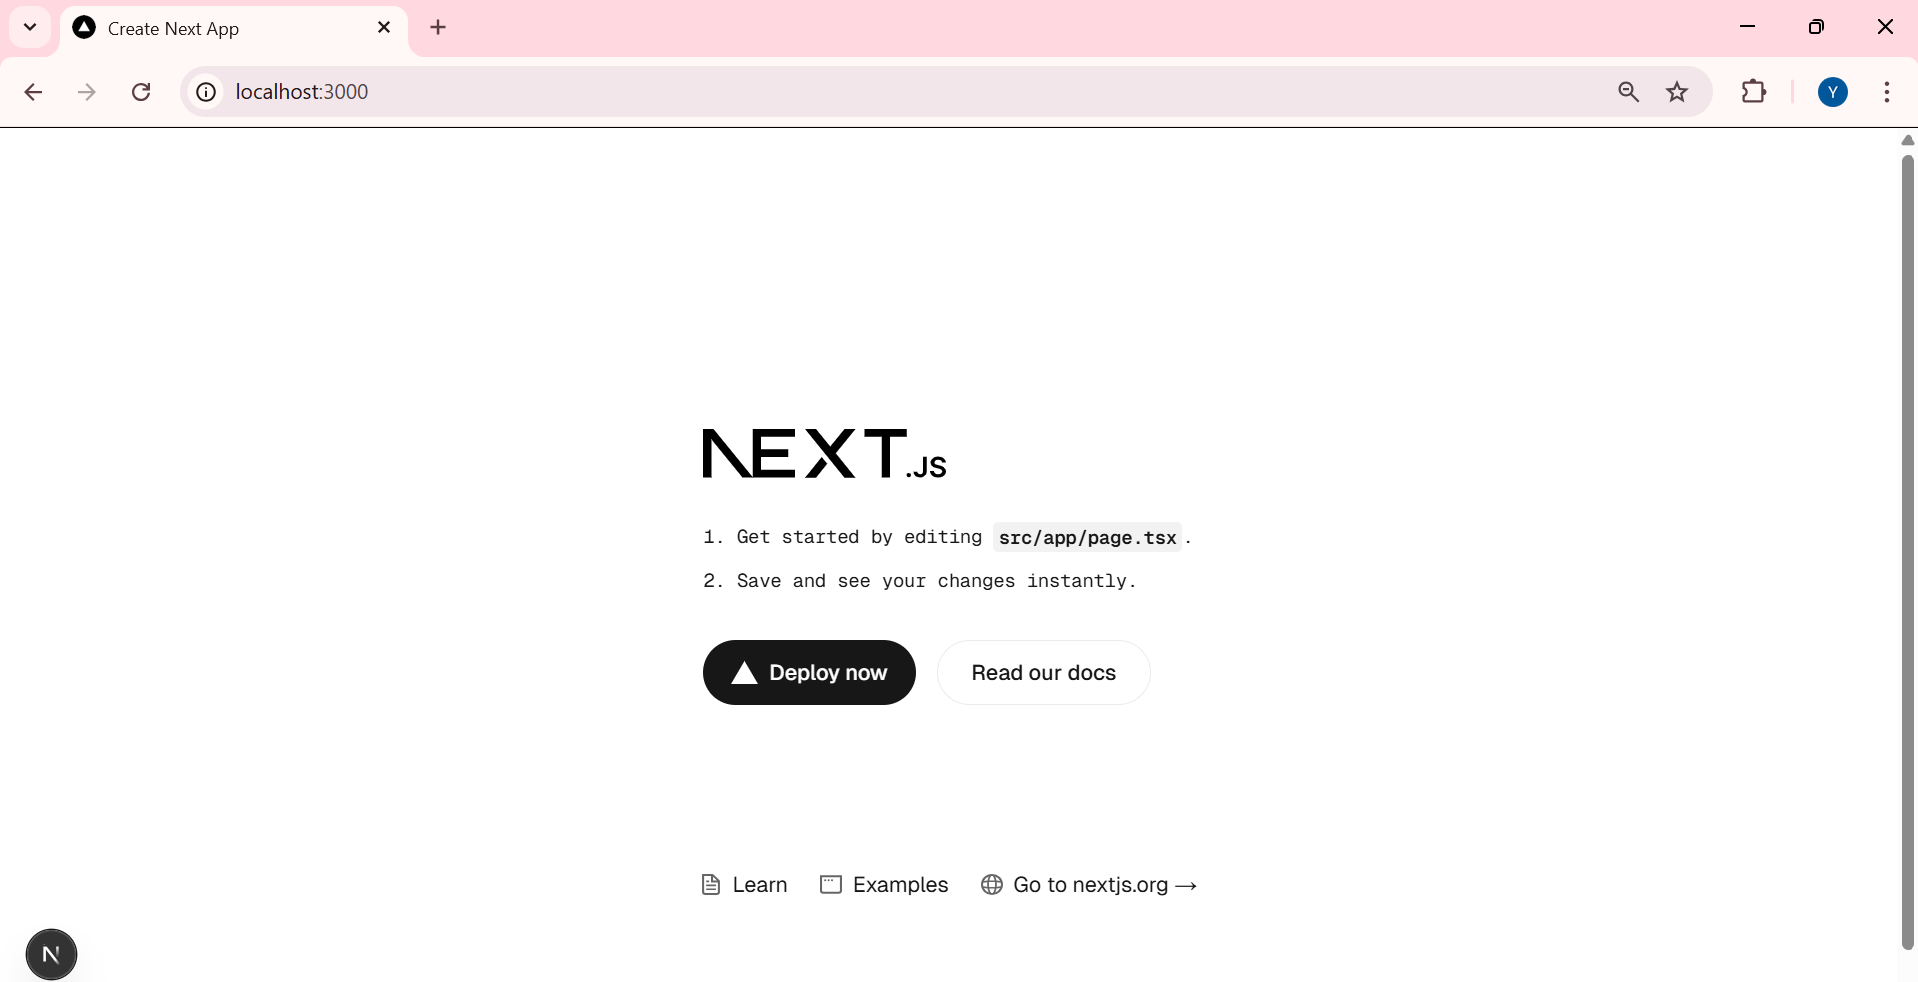 Create Next App
localhost:3000
Y
NEXT.JS
1. Get started by editing src/app/page.tsx.
2. Save and see your changes instantly.
Deploy now
Read our docs
Learn
Examples
Go to nextjs.org →
N